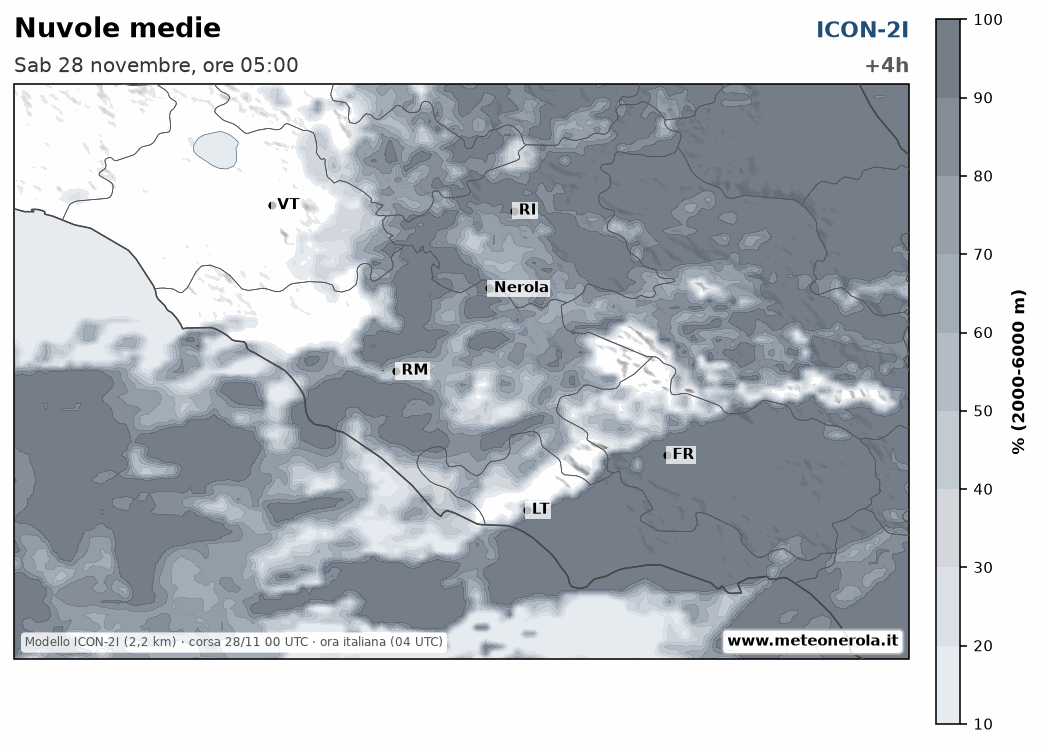 Nuvole medie
ICON-2I
Sab 28 novembre, ore 05:00
+4h
VT
RI
Nerola
RM
FR
LT
Modello ICON-2I (2,2 km) · corsa 28/11 00 UTC · ora italiana (04 UTC)
www.meteonerola.it
100
90
80
70
60
50
40
30
20
10
% (2000-6000 m)